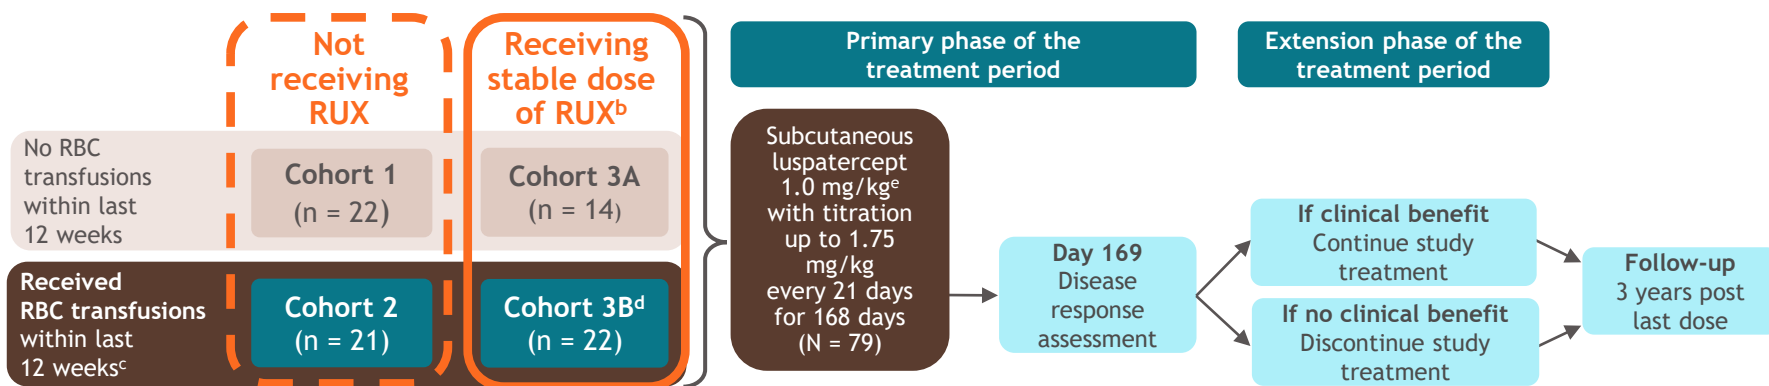 Not
receiving
RUX
Receiving
stable dose
of RUXᵇ
Primary phase of the
treatment period
Extension phase of the
treatment period
No RBC
transfusions
within last
12 weeks
Cohort 1
(n = 22)
Cohort 3A
(n = 14)
Received
RBC transfusions
within last
12 weeksᶜ
Cohort 2
(n = 21)
Cohort 3Bᵈ
(n = 22)
Subcutaneous
luspatercept
1.0 mg/kgᵉ
with titration
up to 1.75
mg/kg
every 21 days
for 168 days
(N = 79)
Day 169
Disease
response
assessment
If clinical benefit
Continue study
treatment
If no clinical benefit
Discontinue study
treatment
Follow-up
3 years post
last dose